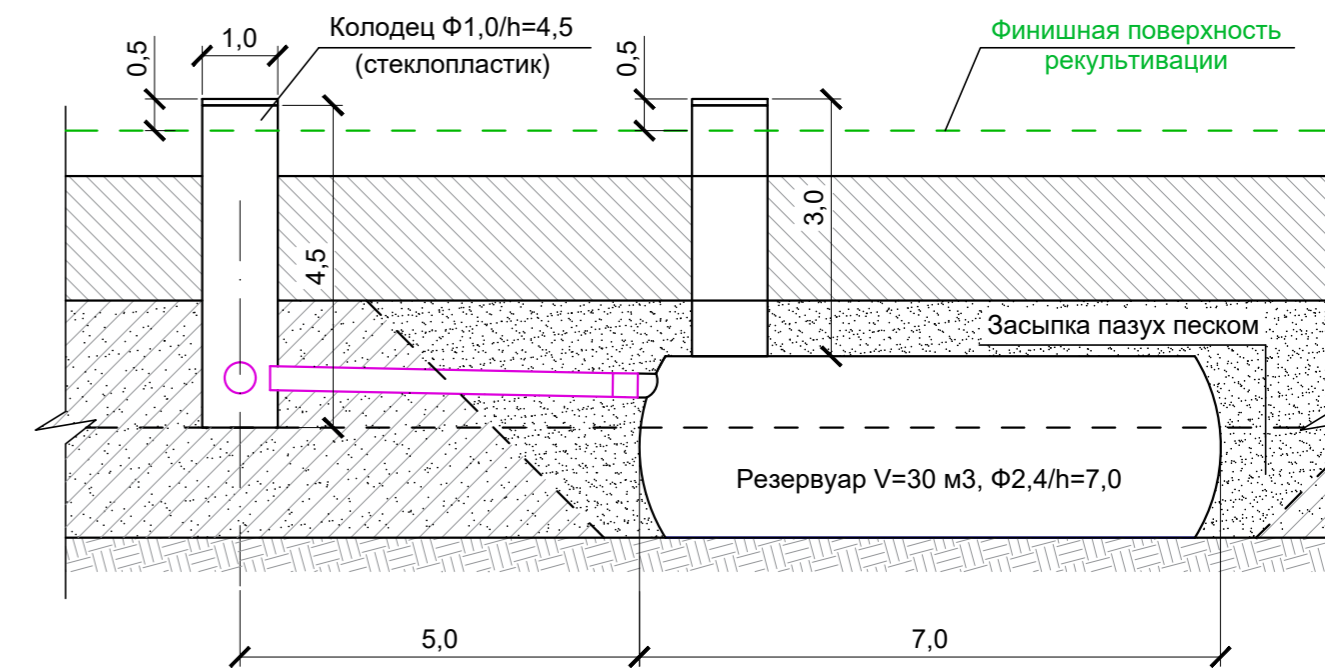 Колодец Ф1,0/h=4,5
(стеклопластик)
Финишная поверхность
рекультивации
0,5
1,0
0,5
4,5
3,0
Засыпка пазух песком
Резервуар V=30 м3, Ф2,4/h=7,0
5,0
7,0